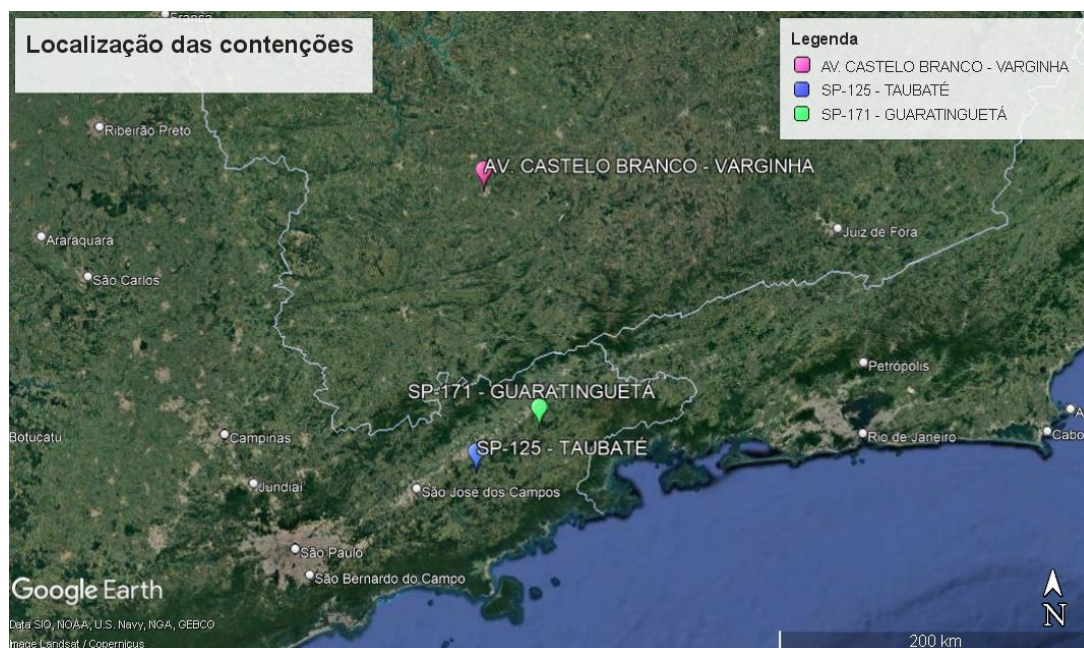 Franca
Localização das contenções
Legenda
AV. CASTELO BRANCO - VARGINHA
SP-125 - TAUBATÉ
SP-171 - GUARATINGUETÁ
Ribeirão Preto
AV. CASTELO BRANCO - VARGINHA
Juiz de Fora
Araraquara
São Carlos
Petrópolis
SP-171 - GUARATINGUETÁ
A
Botucatu
Campinas
Rio de Janeiro
Cabo
SP-125 - TAUBATÉ
Jundiaí
São José dos Campos
São Paulo
São Bernardo do Campo
Google Earth
N
Data SIO, NOAA, U.S. Navy, NGA, GEBCO
Image Landsat / Copernicus
200 km